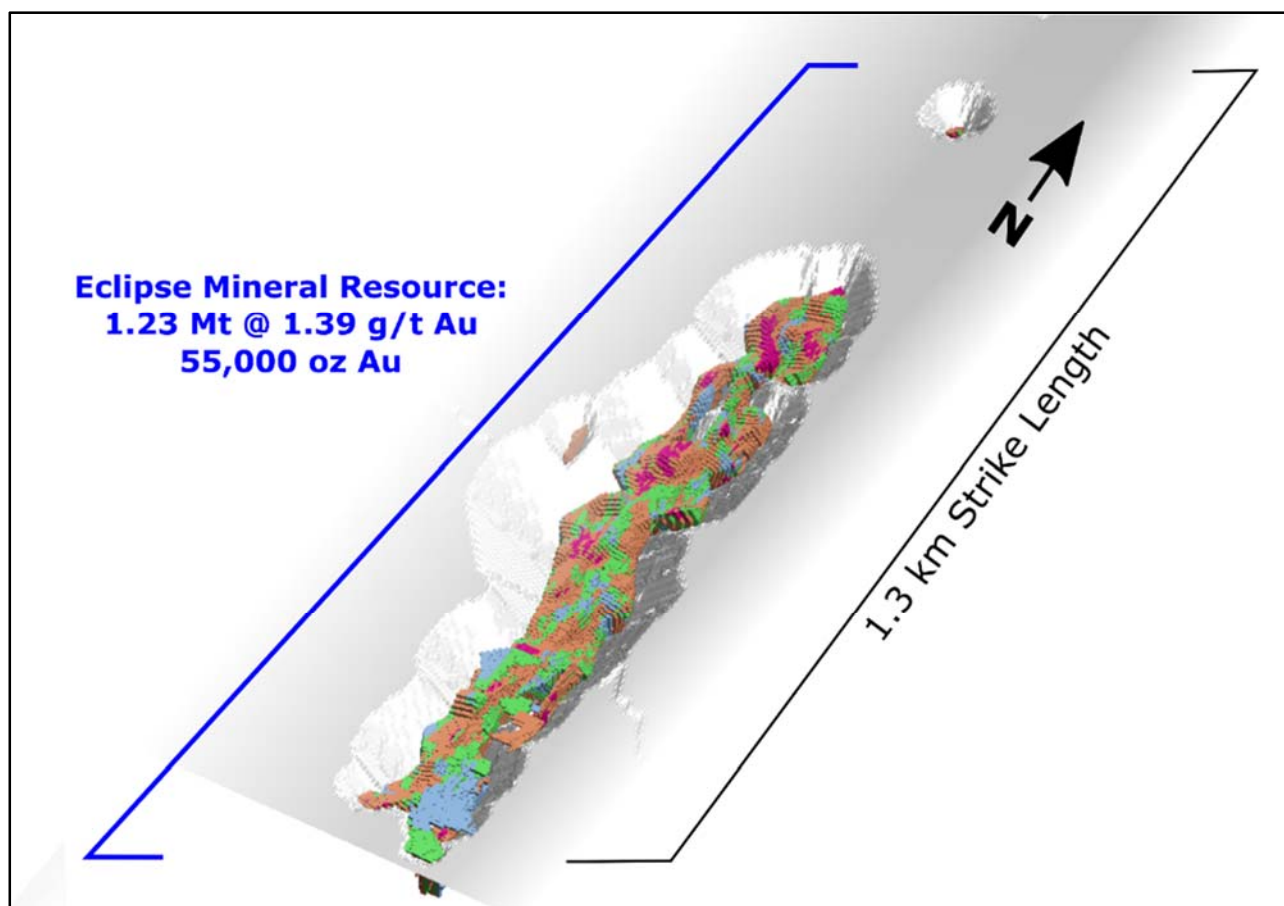 Eclipse Mineral Resource:
1.23 Mt @ 1.39 g/t Au
55,000 oz Au
N
1.3 km Strike Length